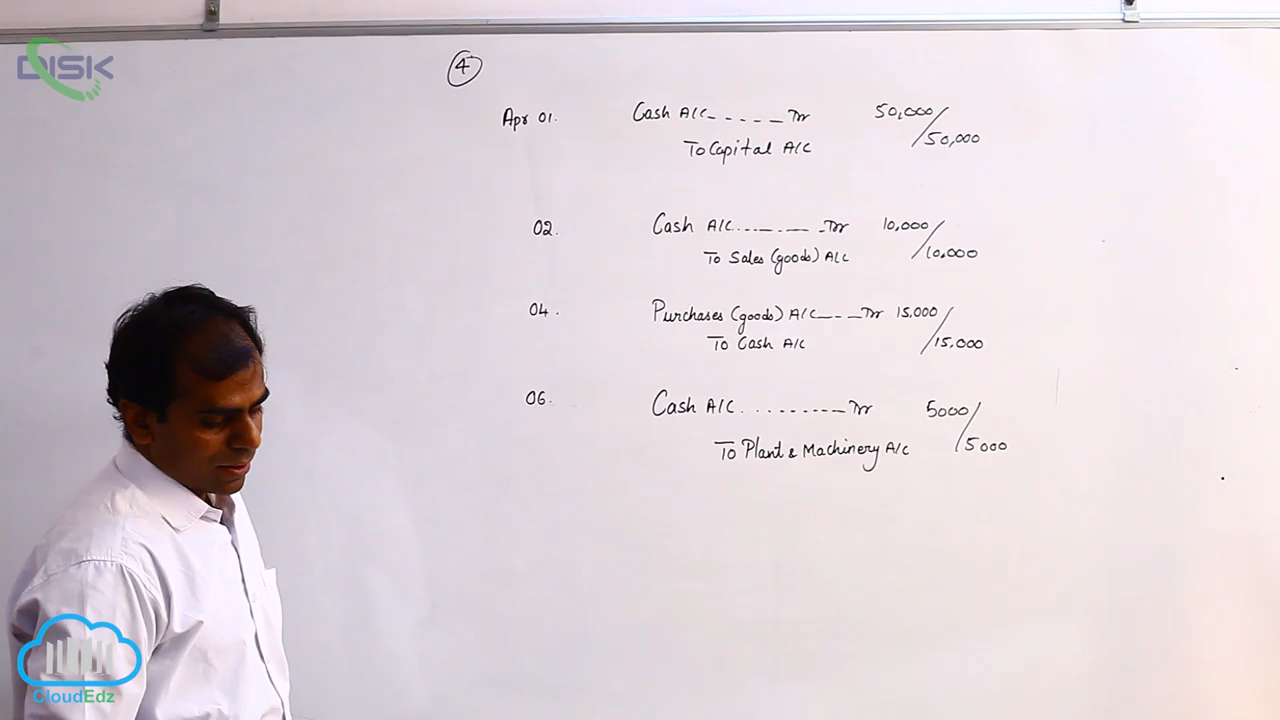 DISK
4
Apr 01. Cash A/C------Dr 50,000/
To Capital A/C /50,000
02. Cash A/C...-.-- -- .Dr 10,000/
To Sales (goods) A/C /10,000
04. Purchases (goods) A/C-----Dr 15,000/
To Cash A/C /15,000
06. Cash A/C ..........---Dr 5000/
To Plant & Machinery A/C /5000
CloudEdz